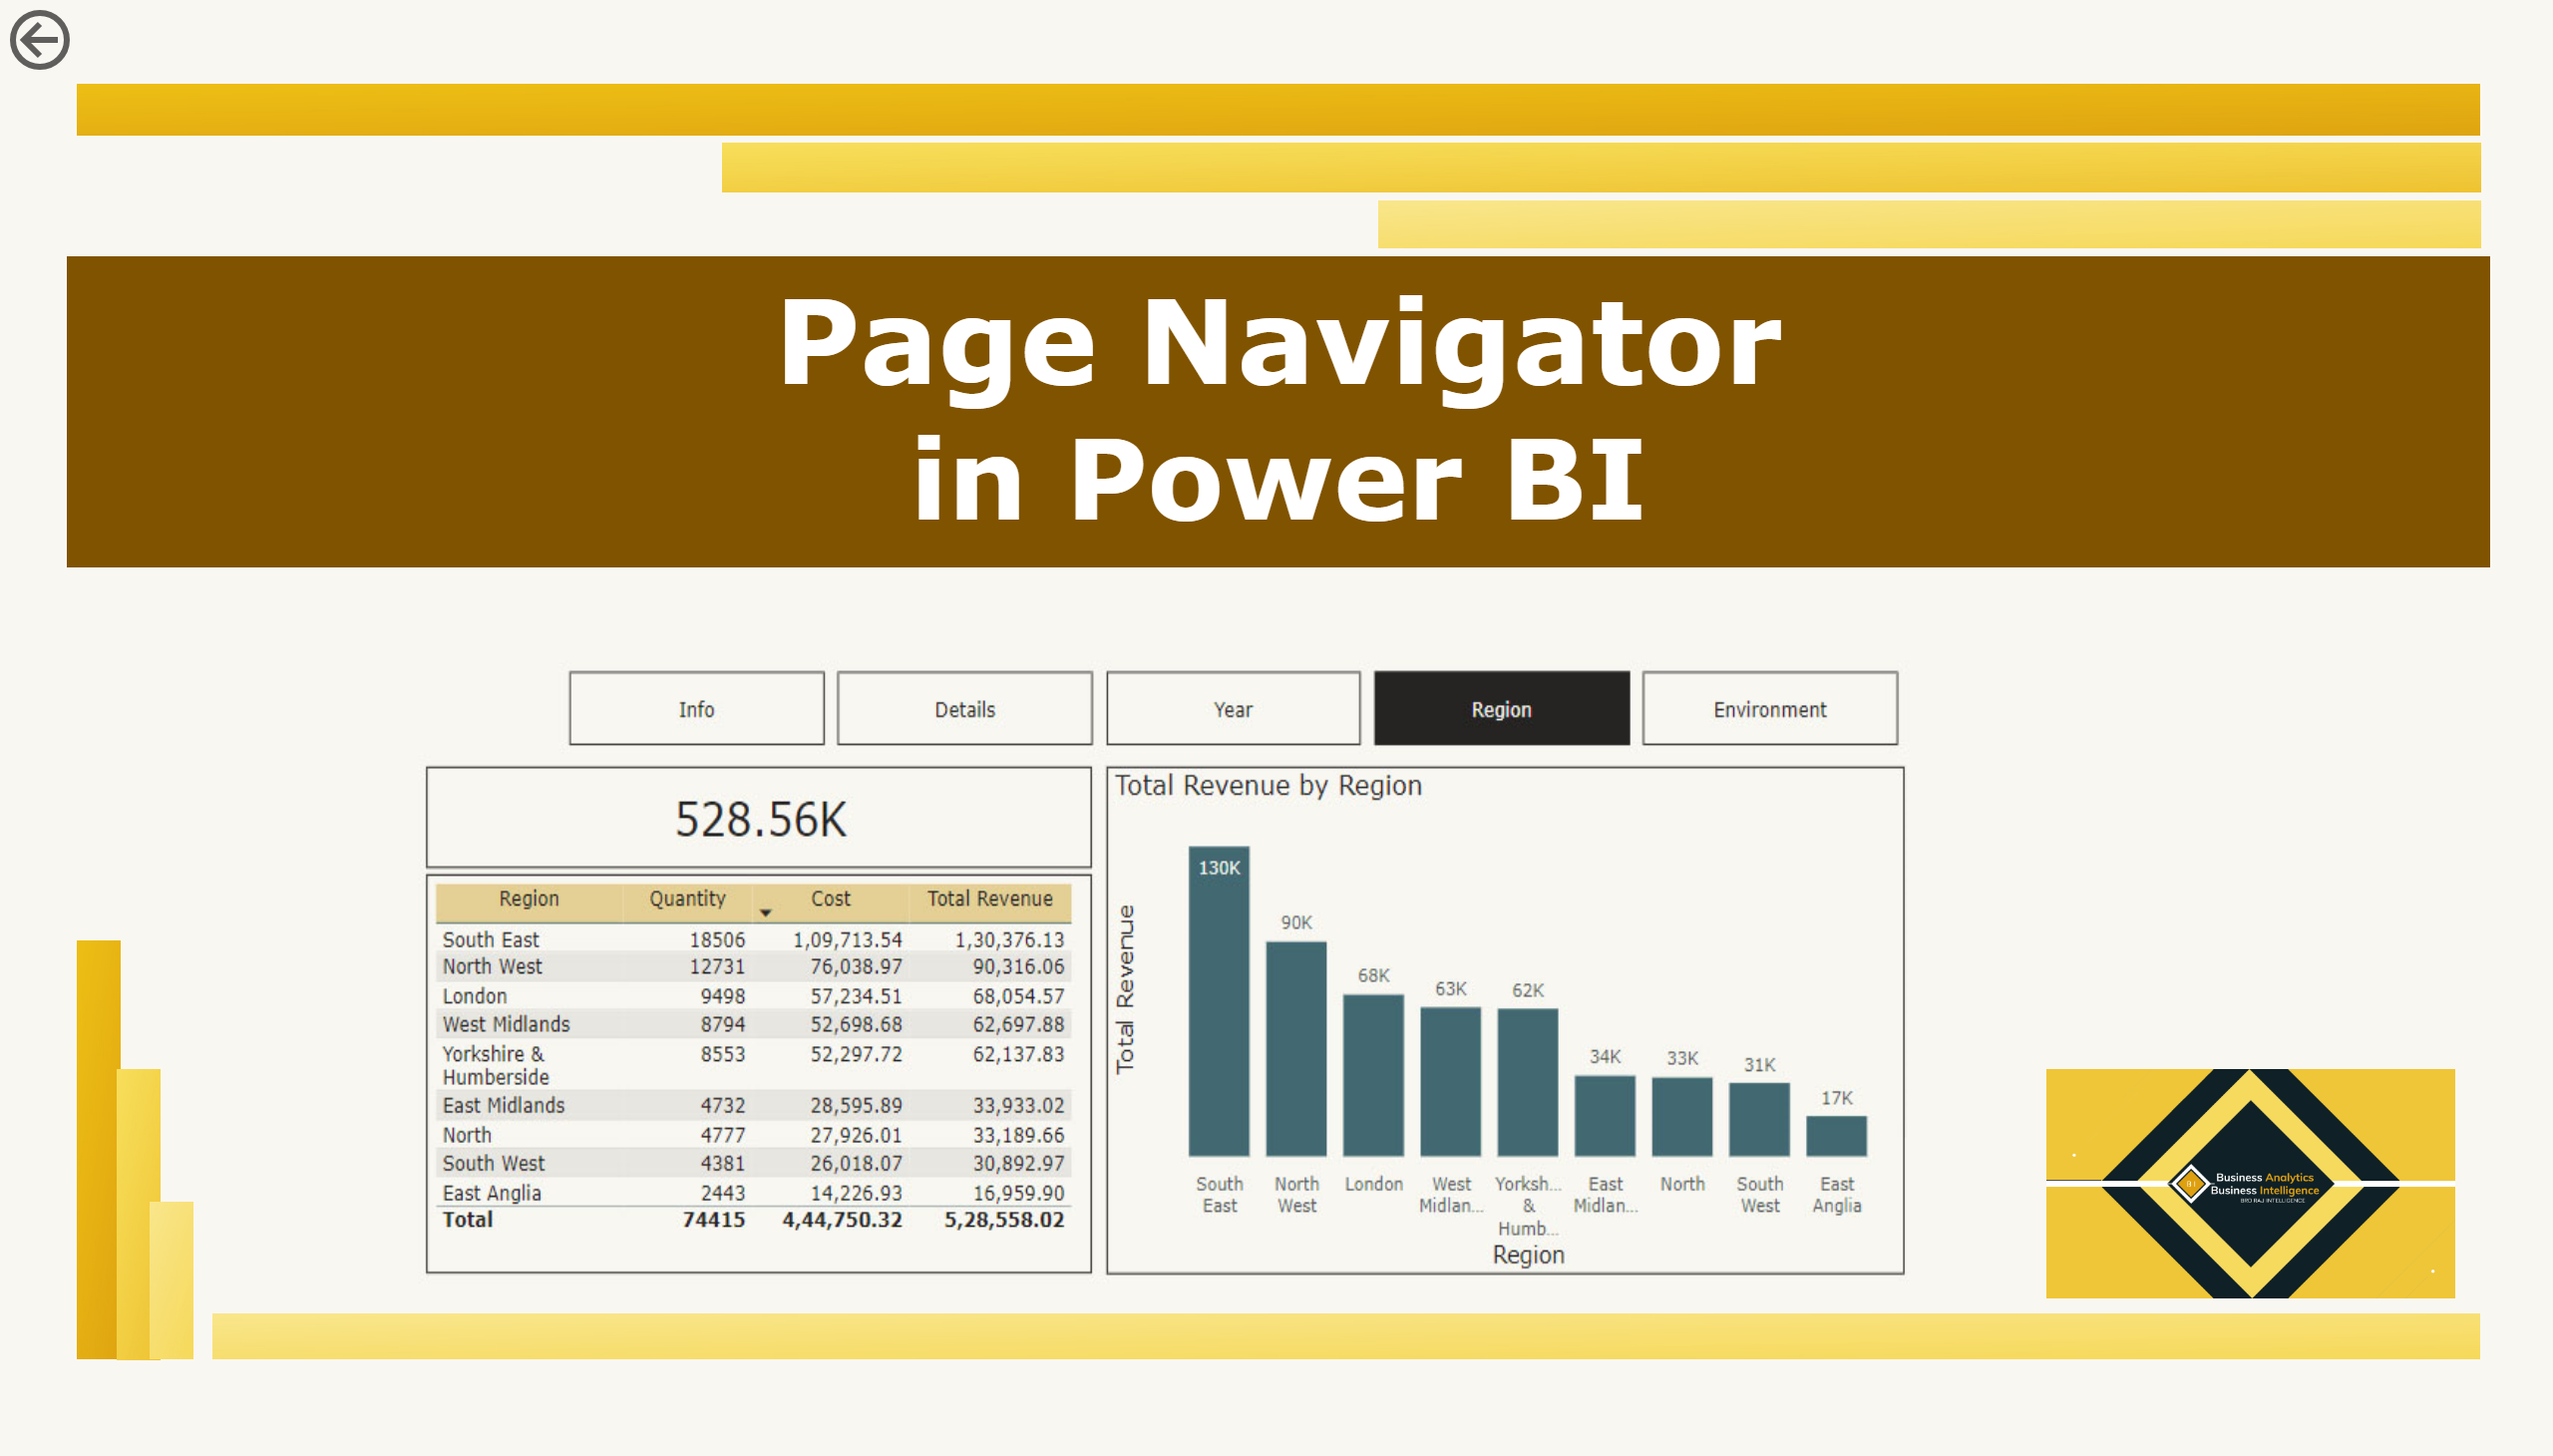 Page Navigator
in Power BI
Info Details Year Region Environment
528.56K
Region Quantity Cost Total Revenue
South East 18506 1,09,713.54 1,30,376.13
North West 12731 76,038.97 90,316.06
London 9498 57,234.51 68,054.57
West Midlands 8794 52,698.68 62,697.88
Yorkshire & 8553 52,297.72 62,137.83
Humberside
East Midlands 4732 28,595.89 33,933.02
North 4777 27,926.01 33,189.66
South West 4381 26,018.07 30,892.97
East Anglia 2443 14,226.93 16,959.90
Total 74415 4,44,750.32 5,28,558.02
Total Revenue by Region
Total Revenue
130K
90K
68K
63K
62K
34K
33K
31K
17K
South North London West Yorksh... East North South East
East West Midlan... & Midlan... West Anglia
Humb...
Region
Business Analytics
Business Intelligence